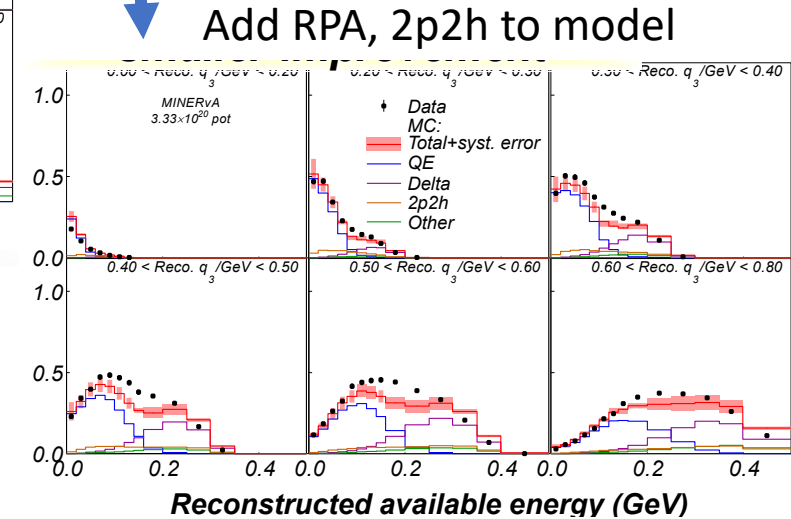 Add RPA, 2p2h to model
0.00 < Reco. q3/GeV < 0.20
0.20 < Reco. q3/GeV < 0.30
0.30 < Reco. q3/GeV < 0.40
MINERvA
3.33×10²⁰ pot
Data
MC:
Total+syst. error
QE
Delta
2p2h
Other
1.0
0.5
0.0
0.40 < Reco. q3/GeV < 0.50
0.50 < Reco. q3/GeV < 0.60
0.60 < Reco. q3/GeV < 0.80
1.0
0.5
0.0
0.0 0.2 0.4 0.0 0.2 0.4 0.0 0.2 0.4
Reconstructed available energy (GeV)